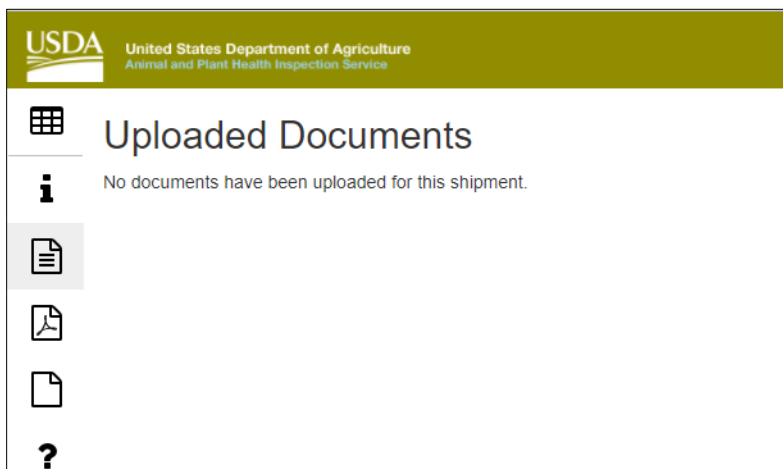 USDA
United States Department of Agriculture
Animal and Plant Health Inspection Service
Uploaded Documents
No documents have been uploaded for this shipment.